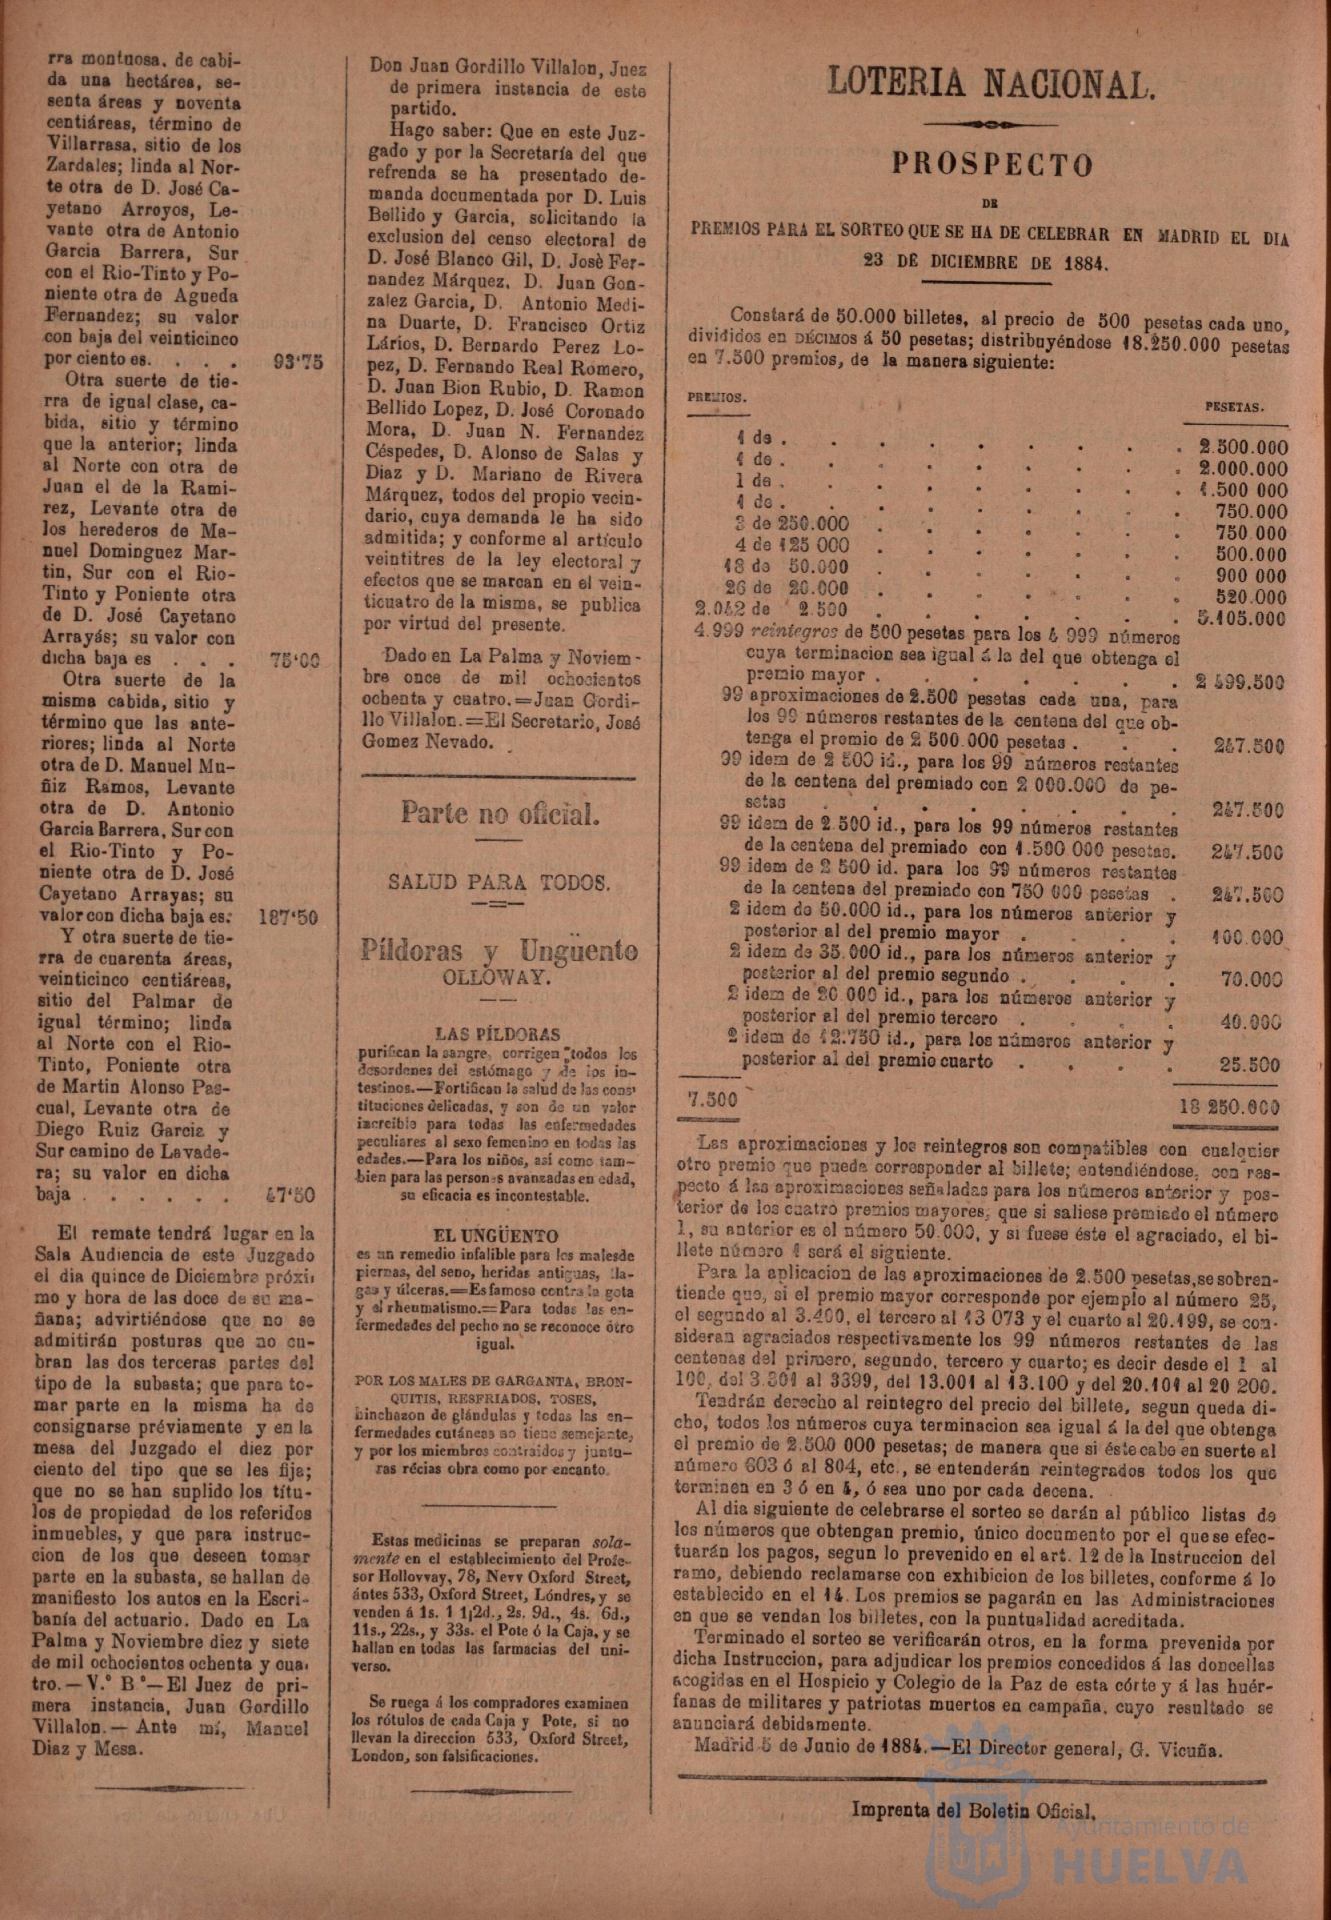 rra montuosa, de cabi-
da una hectárea, se-
senta áreas y noventa
centiáreas, término de
Villarrasa, sitio de los
Zardales; linda al Nor-
te otra de D. José Ca-
yetano Arroyos, Le-
vante otra de Antonio
Garcia Barrera, Sur
con el Rio-Tinto y Po-
niente otra de Agueda
Fernandez; su valor
con baja del veinticinco
por ciento es. . . . 93'75
Otra suerte de tie-
rra de igual clase, ca-
bida, sitio y término
que la anterior; linda
al Norte con otra de
Juan el de la Rami-
rez, Levante otra de
los herederos de Ma-
nuel Dominguez Mar-
tin, Sur con el Rio-
Tinto y Poniente otra
de D. José Cayetano
Arrayás; su valor con
dicha baja es . . . 75'00
Otra suerte de la
misma cabida, sitio y
término que las ante-
riores; linda al Norte
otra de D. Manuel Mu-
ñiz Ramos, Levante
otra de D. Antonio
Garcia Barrera, Sur con
el Rio-Tinto y Po-
niente otra de D. José
Cayetano Arrayas; su
valor con dicha baja es: 187'50
Y otra suerte de tie-
rra de cuarenta áreas,
veinticinco centiáreas,
sitio del Palmar de
igual término; linda
al Norte con el Rio-
Tinto, Poniente otra
de Martin Alonso Pas-
cual, Levante otra de
Diego Ruiz Garcia y
Sur camino de Lavade-
ra; su valor en dicha
baja . . . . . . 47'50
El remate tendrá lugar en la
Sala Audiencia de este Juzgado
el dia quince de Diciembre próxi-
mo y hora de las doce de su ma-
ñana; advirtiéndose que no se
admitirán posturas que no cu-
bran las dos terceras partes del
tipo de la subasta; que para to-
mar parte en la misma ha de
consignarse préviamente y en la
mesa del Juzgado el diez por
ciento del tipo que se les fija;
que no se han suplido los títu-
los de propiedad de los referidos
inmuebles, y que para instruc-
cion de los que deseen tomar
parte en la subasta, se hallan de
manifiesto los autos en la Escri-
banía del actuario. Dado en La
Palma y Noviembre diez y siete
de mil ochocientos ochenta y cua-
tro.—V.° B°—El Juez de pri-
mera instancia, Juan Gordillo
Villalon.— Ante mí, Manuel
Diaz y Mesa.
Don Juan Gordillo Villalon, Juez
de primera instancia de este
partido.
Hago saber: Que en este Juz-
gado y por la Secretaría del que
refrenda se ha presentado de-
manda documentada por D. Luis
Bellido y Garcia, solicitando la
exclusion del censo electoral de
D. José Blanco Gil, D. Josè Fer-
nandez Márquez, D. Juan Gon-
zalez Garcia, D. Antonio Medi-
na Duarte, D. Francisco Ortiz
Lários, D. Bernardo Perez Lo-
pez, D. Fernando Real Romero,
D. Juan Bion Rubio, D. Ramon
Bellido Lopez, D. José Coronado
Mora, D. Juan N. Fernandez
Céspedes, D. Alonso de Salas y
Diaz y D. Mariano de Rivera
Márquez, todos del propio vecin-
dario, cuya demanda le ha sido
admitida; y conforme al artículo
veintitres de la ley electoral y
efectos que se marcan en el vein-
ticuatro de la misma, se publica
por virtud del presente.
Dado en La Palma y Noviem-
bre once de mil ochocientos
ochenta y cuatro.=Juan Gordi-
llo Villalon.=El Secretario, José
Gomez Nevado.
Parte no oficial.
SALUD PARA TODOS.
Píldoras y Ungüento
OLLOWAY.
LAS PÍLDORAS
purifican la sangre, corrigen todos los
desordenes del estómago y de los in-
testinos.—Fortifican la salud de las cons
tituciones delicadas, y son de un valor
increible para todas las enfermedades
peculiares al sexo femenino en todas las
edades.—Para los niños, así como tam-
bien para las personas avanzadas en edad,
su eficacia es incontestable.
EL UNGÜENTO
es un remedio infalible para los malesde
piernas, del seno, heridas antiguas, lla-
gas y úlceras.=Es famoso contra la gota
y el rheumatismo.=Para todas las en-
fermedades del pecho no se reconoce otro
igual.
POR LOS MALES DE GARGANTA, BRON-
QUITIS, RESFRIADOS, TOSES,
hinchazon de glándulas y todas las en-
fermedades cutáneas no tiene semejante,
y por los miembros contraidos y juntu-
ras récias obra como por encanto.
Estas medicinas se preparan sola-
mente en el establecimiento del Profe-
sor Hollovvay, 78, Nevv Oxford Street,
ántes 533, Oxford Street, Lóndres, y se
venden á 1s. 1 1¡2d., 2s. 9d., 4s. 6d.,
11s., 22s., y 33s. el Pote ó la Caja, y se
hallan en todas las farmacias del uni-
verso.
Se ruega á los compradores examinen
los rótulos de cada Caja y Pote, si no
llevan la direccion 533, Oxford Street,
London, son falsificaciones.
LOTERIA NACIONAL.
PROSPECTO
DE
PREMIOS PARA EL SORTEO QUE SE HA DE CELEBRAR EN MADRID EL DIA
23 DE DICIEMBRE DE 1884.
Constará de 50.000 billetes, al precio de 500 pesetas cada uno,
divididos en DÉCIMOS á 50 pesetas; distribuyéndose 18.250.000 pesetas
en 7.500 premios, de la manera siguiente:
PREMIOS. PESETAS.
1 de . . . . . . . . . 2.500.000
1 de . . . . . . . . . 2.000.000
1 de . . . . . . . . . 1.500 000
1 de . . . . . . . . . 750.000
3 de 250.000 . . . . . . . 750 000
4 de 125 000 . . . . . . . 500.000
18 de 50.000 . . . . . . . 900 000
26 de 20.000 . . . . . . . 520.000
2.042 de 2.500 . . . . . . . 5.105.000
4.999 reintegros de 500 pesetas para los 4 999 números
cuya terminacion sea igual á la del que obtenga el
premio mayor . . . . . . . 2 499.500
99 aproximaciones de 2.500 pesetas cada una, para
los 99 números restantes de la centena del que ob-
tenga el premio de 2 500.000 pesetas . . . 247.500
99 idem de 2 500 id., para los 99 números restantes
de la centena del premiado con 2 000.000 de pe-
setas . . . . . . . . 247.500
99 idem de 2.500 id., para los 99 números restantes
de la centena del premiado con 1.500 000 pesetas. 247.500
99 idem de 2 500 id. para los 99 números restantes
de la centena del premiado con 750 000 pesetas . 247.500
2 idem de 50.000 id., para los números anterior y
posterior al del premio mayor . . . . 100.000
2 idem de 35.000 id., para los números anterior y
posterior al del premio segundo . . . . 70.000
2 idem de 20 000 id., para los números anterior y
posterior al del premio tercero . . . . 40.000
2 idem de 12.750 id., para los números anterior y
posterior al del premio cuarto . . . . 25.500
7.500 18 250.000
Las aproximaciones y los reintegros son compatibles con cualquier
otro premio que pueda corresponder al billete; entendiéndose, con res-
pecto á las aproximaciones señaladas para los números anterior y pos-
terior de los cuatro premios mayores, que si saliese premiado el número
1, su anterior es el número 50.000, y si fuese éste el agraciado, el bi-
llete número 1 será el siguiente.
Para la aplicacion de las aproximaciones de 2.500 pesetas, se sobren-
tiende que, si el premio mayor corresponde por ejemplo al número 25,
el segundo al 3.400, el tercero al 13 073 y el cuarto al 20.199, se con-
sideran agraciados respectivamente los 99 números restantes de las
centenas del primero, segundo, tercero y cuarto; es decir desde el 1 al
100, del 3.301 al 3399, del 13.001 al 13.100 y del 20.101 al 20 200.
Tendrán derecho al reintegro del precio del billete, segun queda di-
cho, todos los números cuya terminacion sea igual á la del que obtenga
el premio de 2.500 000 pesetas; de manera que si éste cabe en suerte al
número 803 ó al 804, etc., se entenderán reintegrados todos los que
terminen en 3 ó en 4, ó sea uno por cada decena.
Al dia siguiente de celebrarse el sorteo se darán al público listas de
los números que obtengan premio, único documento por el que se efec-
tuarán los pagos, segun lo prevenido en el art. 12 de la Instruccion del
ramo, debiendo reclamarse con exhibicion de los billetes, conforme á lo
establecido en el 14. Los premios se pagarán en las Administraciones
en que se vendan los billetes, con la puntualidad acreditada.
Terminado el sorteo se verificarán otros, en la forma prevenida por
dicha Instruccion, para adjudicar los premios concedidos á las doncellas
acogidas en el Hospicio y Colegio de la Paz de esta córte y á las huér-
fanas de militares y patriotas muertos en campaña, cuyo resultado se
anunciará debidamente.
Madrid 5 de Junio de 1884.—El Director general, G. Vicuña.
Imprenta del Boletin Oficial.
Ayuntamiento de
HUELVA